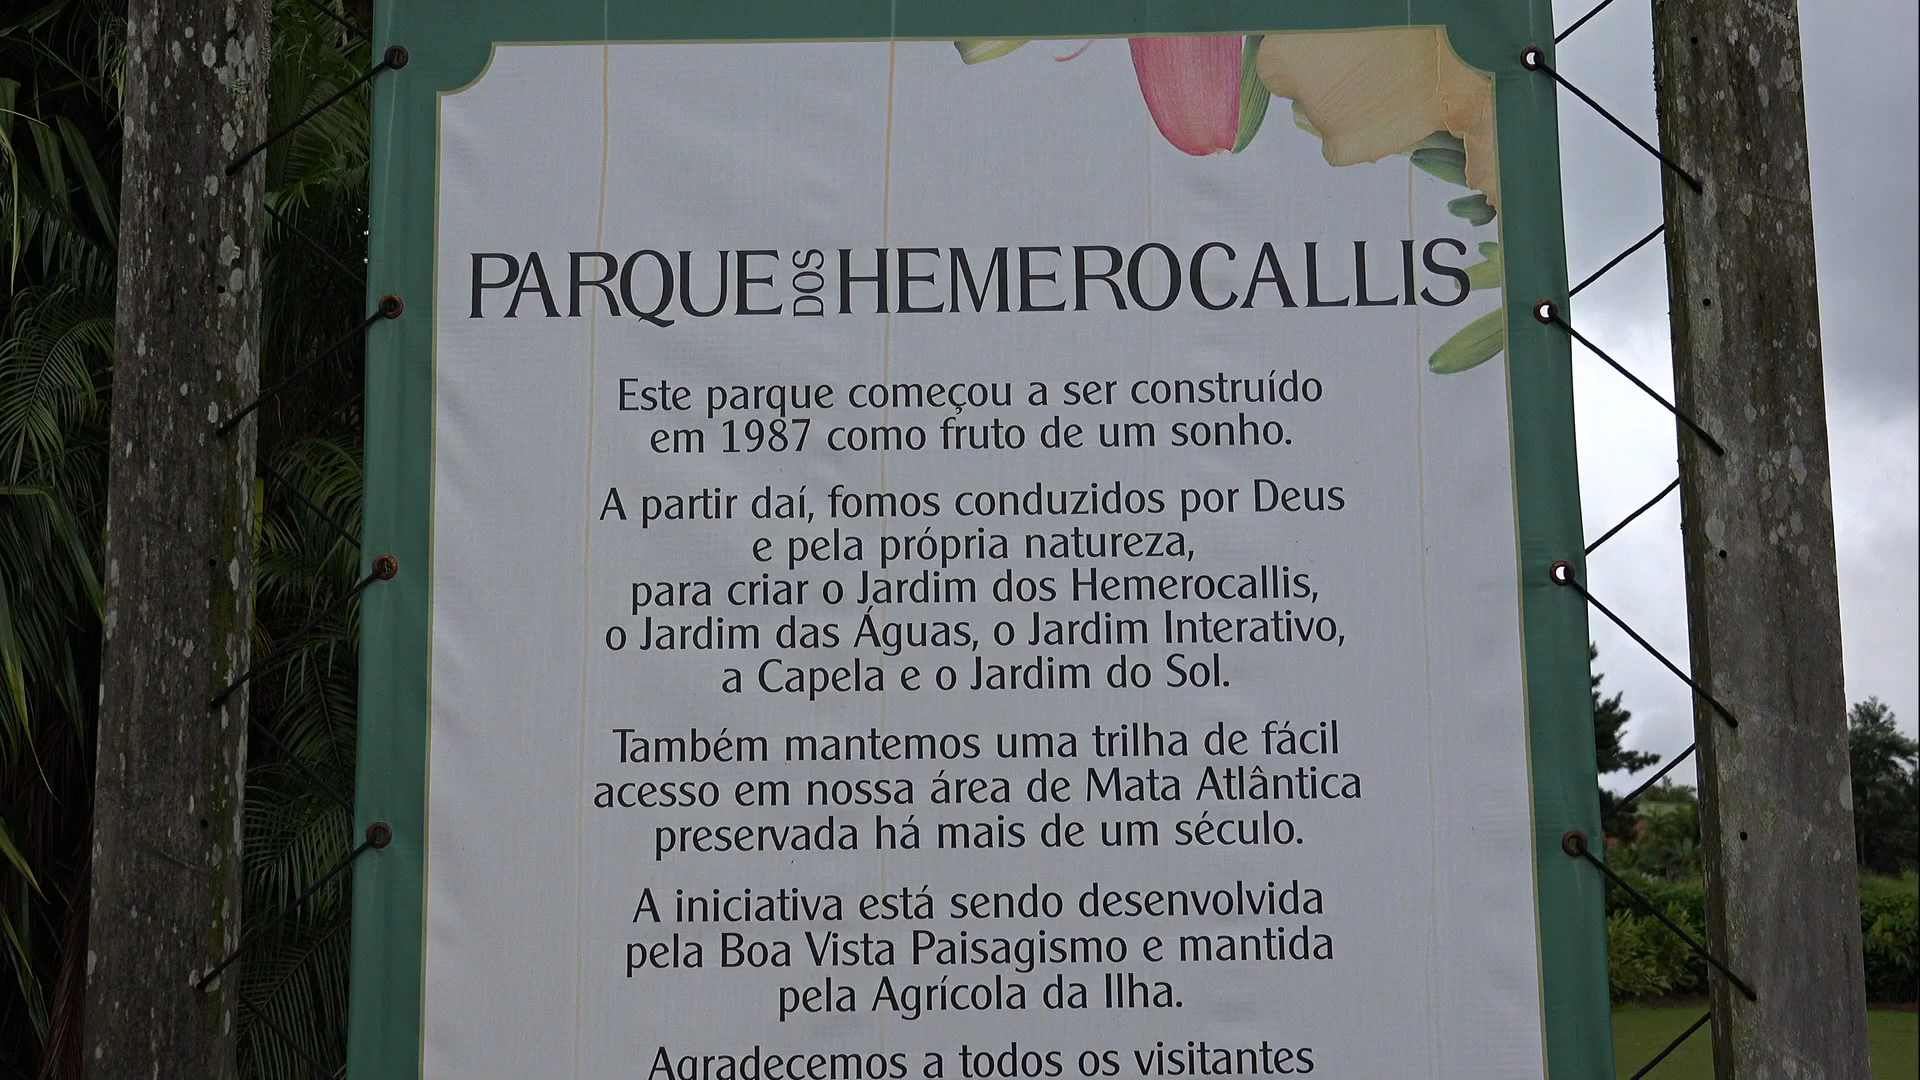 PARQUE DOS HEMEROCALLIS
Este parque começou a ser construído
em 1987 como fruto de um sonho.
A partir daí, fomos conduzidos por Deus
e pela própria natureza,
para criar o Jardim dos Hemerocallis,
o Jardim das Águas, o Jardim Interativo,
a Capela e o Jardim do Sol.
Também mantemos uma trilha de fácil
acesso em nossa área de Mata Atlântica
preservada há mais de um século.
A iniciativa está sendo desenvolvida
pela Boa Vista Paisagismo e mantida
pela Agrícola da Ilha.
Agradecemos a todos os visitantes